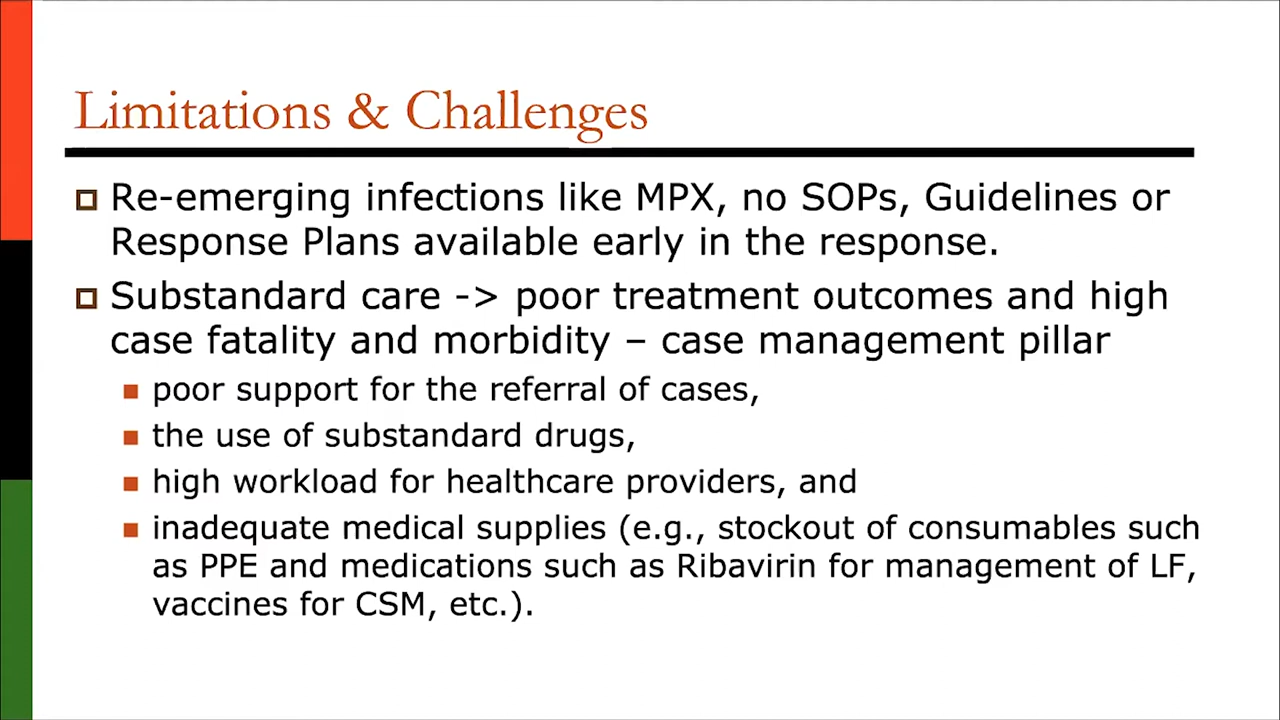 Limitations & Challenges
Re-emerging infections like MPX, no SOPs, Guidelines or
Response Plans available early in the response.
Substandard care -> poor treatment outcomes and high
case fatality and morbidity – case management pillar
poor support for the referral of cases,
the use of substandard drugs,
high workload for healthcare providers, and
inadequate medical supplies (e.g., stockout of consumables such
as PPE and medications such as Ribavirin for management of LF,
vaccines for CSM, etc.).